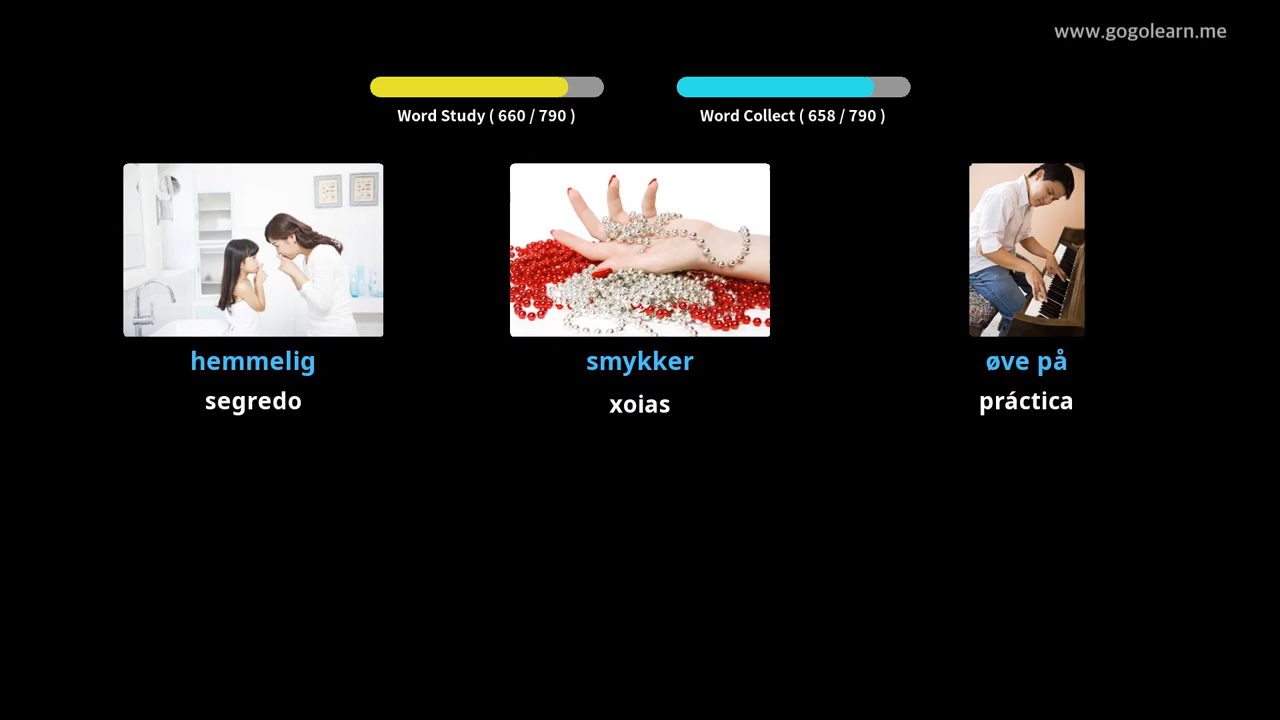 www.gogolearn.me
Word Study ( 660 / 790 )
Word Collect ( 658 / 790 )
hemmelig
segredo
smykker
xoias
øve på
práctica